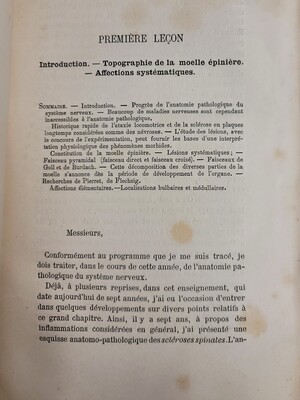 PREMIÈRE LEÇON
Introduction. — Topographie de la moelle épinière.
— Affections systématiques.
SOMMAIRE. — Introduction. — Progrès de l'anatomie pathologique du
système nerveux. — Beaucoup de maladies nerveuses sont cependant
inaccessibles à l'anatomie pathologique.
Historique rapide de l'ataxie locomotrice et de la sclérose en plaques
longtemps considérées comme des névroses. — L'étude des lésions, avec
le concours de l'expérimentation, peut fournir les bases d'une interpré-
tation physiologique des phénomènes morbides.
Constitution de la moelle épinière. — Lésions systématiques ; —
Faisceau pyramidal (faisceau direct et faisceau croisé). — Faisceaux de
Goll et de Burdach. — Cette décomposition des diverses parties de la
moelle s'annonce dès la période de développement de l'organe. —
Recherches de Pierret, de Flechsig.
Affections élémentaires. — Localisations bulbaires et médullaires.
Messieurs,
Conformément au programme que je me suis tracé, je
dois traiter, dans le cours de cette année, de l'anatomie pa-
thologique du système nerveux.
Déjà, à plusieurs reprises, dans cet enseignement, qui
date aujourd'hui de sept années, j'ai eu l'occasion d'entrer
dans quelques développements sur divers points relatifs à
ce grand chapitre. Ainsi, il y a sept ans, à propos des
inflammations considérées en général, j'ai présenté une
esquisse anatomo-pathologique des scléroses spinales. L'an-